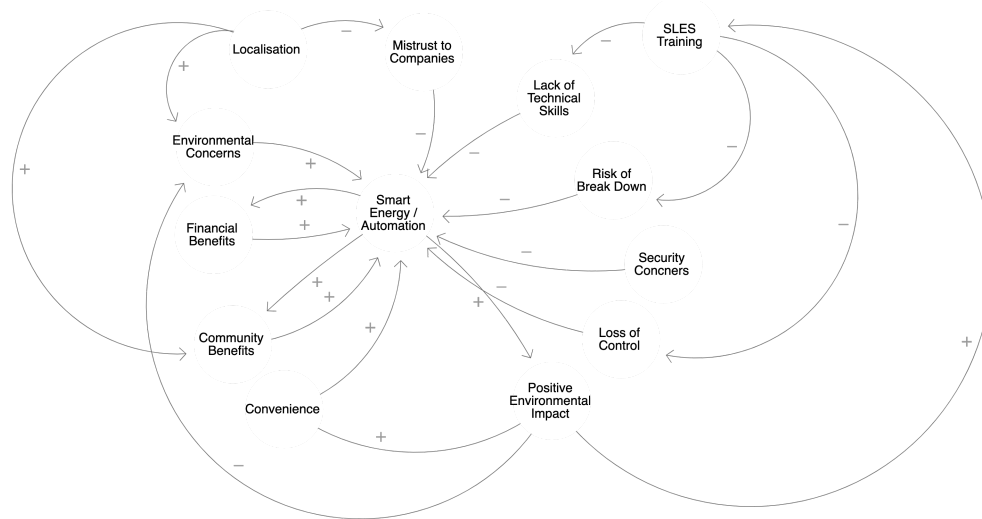 Localisation
Mistrust to
Companies
SLES
Training
Lack of
Technical
Skills
Environmental
Concerns
Risk of
Break Down
Smart
Energy /
Automation
Financial
Benefits
Security
Concners
Community
Benefits
Loss of
Control
Convenience
Positive
Environmental
Impact
+
−
−
+
−
+
−
−
+
−
+
+
−
−
−
+
+
+
+
+
+
−